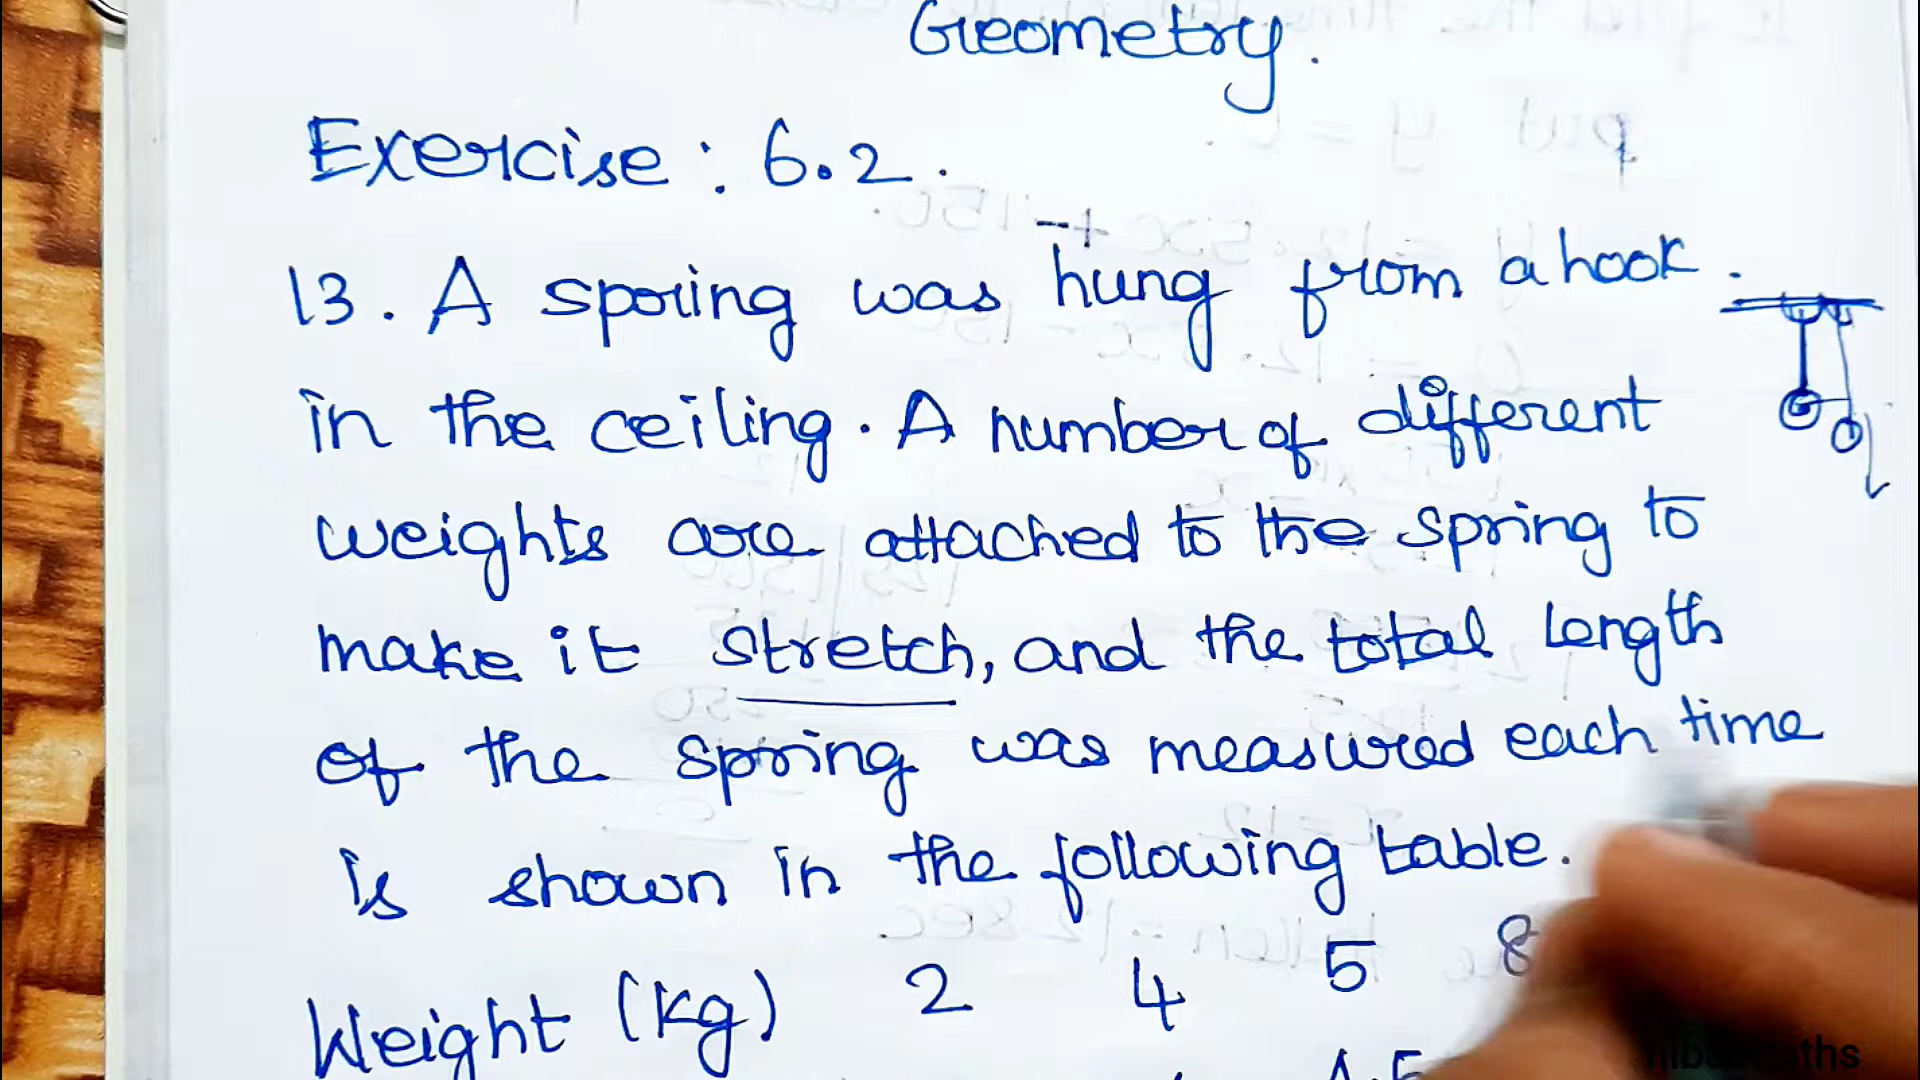 Geometry.
Exercise: 6.2.
13. A spring was hung from a hook.
in the ceiling. A number of different
weights are attached to the spring to
make it stretch, and the total length
of the spring was measured each time
is shown in the following table.
Weight (kg) 2 4 5 8